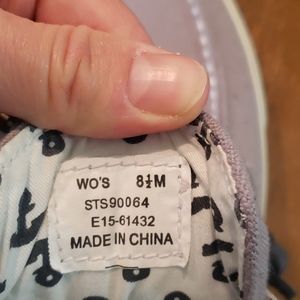 WO'S 8½M
STS90064
E15-61432
MADE IN CHINA